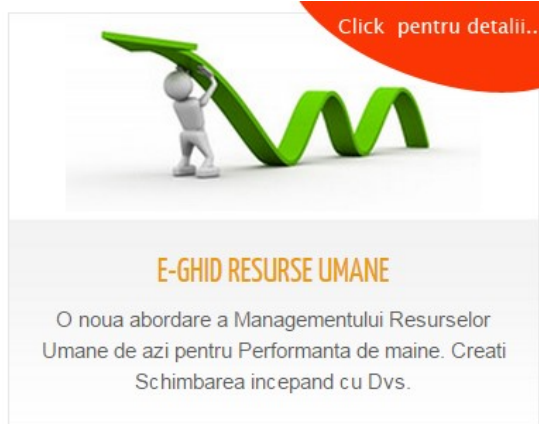 Click pentru detalii..
E-GHID RESURSE UMANE
O noua abordare a Managementului Resurselor
Umane de azi pentru Performanta de maine. Creati
Schimbarea incepand cu Dvs.